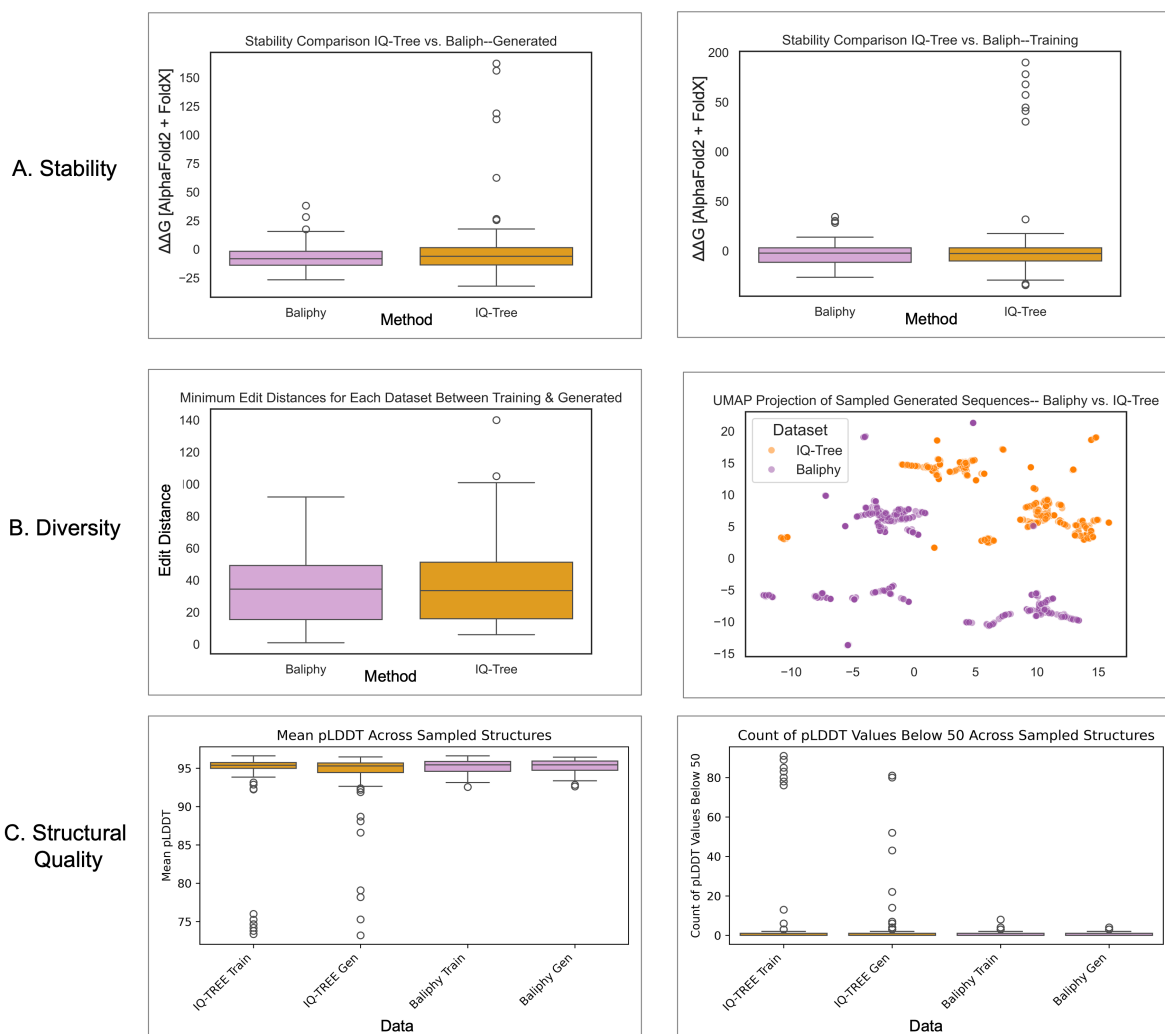 A. Stability
Stability Comparison IQ-Tree vs. Baliph--Generated
ΔΔG [AlphaFold2 + FoldX]
150
125
100
75
50
25
0
−25
Baliphy
IQ-Tree
Method
Stability Comparison IQ-Tree vs. Baliph--Training
ΔΔG [AlphaFold2 + FoldX]
200
50
00
50
0
Baliphy
IQ-Tree
Method
B. Diversity
Minimum Edit Distances for Each Dataset Between Training & Generated
Edit Distance
140
120
100
80
60
40
20
0
Baliphy
IQ-Tree
Method
UMAP Projection of Sampled Generated Sequences-- Baliphy vs. IQ-Tree
Dataset
IQ-Tree
Baliphy
20
15
10
5
0
−5
−10
−15
−10
−5
0
5
10
15
C. Structural
Quality
Mean pLDDT Across Sampled Structures
Mean pLDDT
95
90
85
80
75
IQ-TREE Train
IQ-TREE Gen
Baliphy Train
Baliphy Gen
Data
Count of pLDDT Values Below 50 Across Sampled Structures
Count of pLDDT Values Below 50
80
60
40
20
0
IQ-TREE Train
IQ-TREE Gen
Baliphy Train
Baliphy Gen
Data